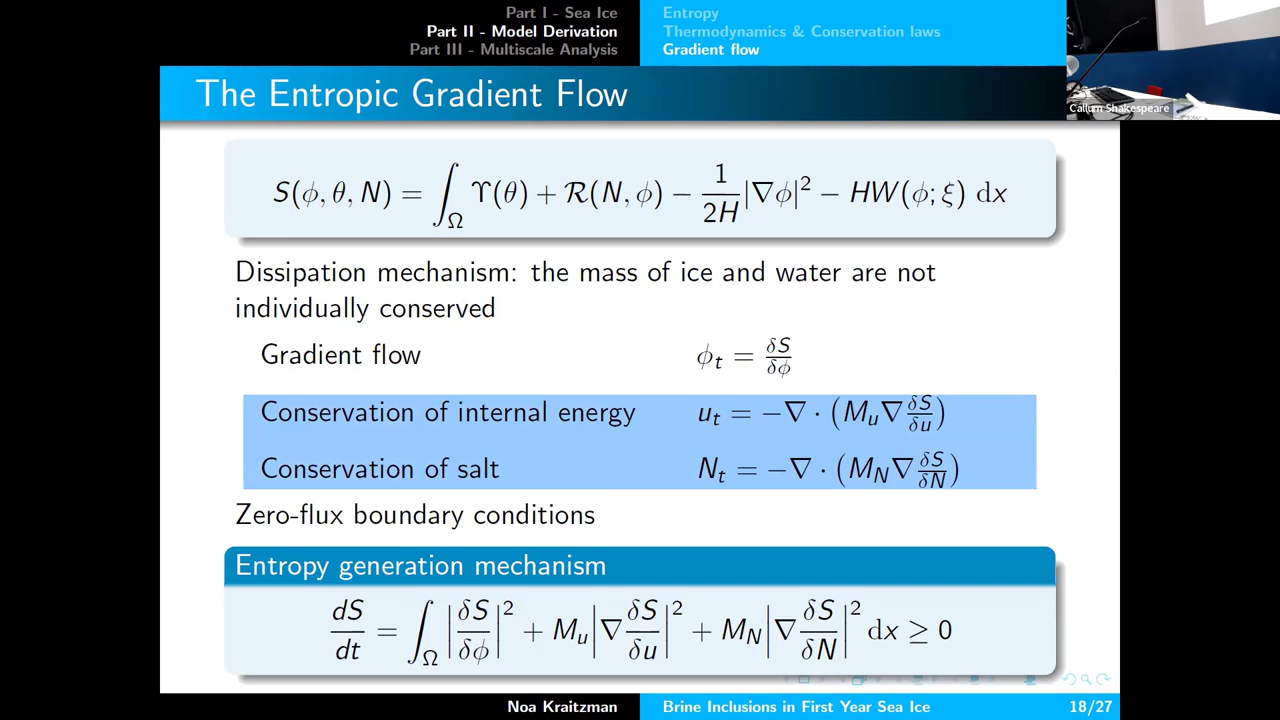 Part I - Sea Ice
Part II - Model Derivation
Part III - Multiscale Analysis
Entropy
Thermodynamics & Conservation laws
Gradient flow
Callum Shakespeare
The Entropic Gradient Flow
S(ϕ, θ, N) = ∫_Ω ϒ(θ) + ℛ(N, ϕ) − 1/2H |∇ϕ|² − HW(ϕ; ξ) dx
Dissipation mechanism: the mass of ice and water are not
individually conserved
Gradient flow ϕ_t = δS/δϕ
Conservation of internal energy u_t = −∇ · (M_u∇ δS/δu)
Conservation of salt N_t = −∇ · (M_N∇ δS/δN)
Zero-flux boundary conditions
Entropy generation mechanism
dS/dt = ∫_Ω |δS/δϕ|² + M_u|∇ δS/δu|² + M_N|∇ δS/δN|² dx ≥ 0
Noa Kraitzman
Brine Inclusions in First Year Sea Ice
18/27